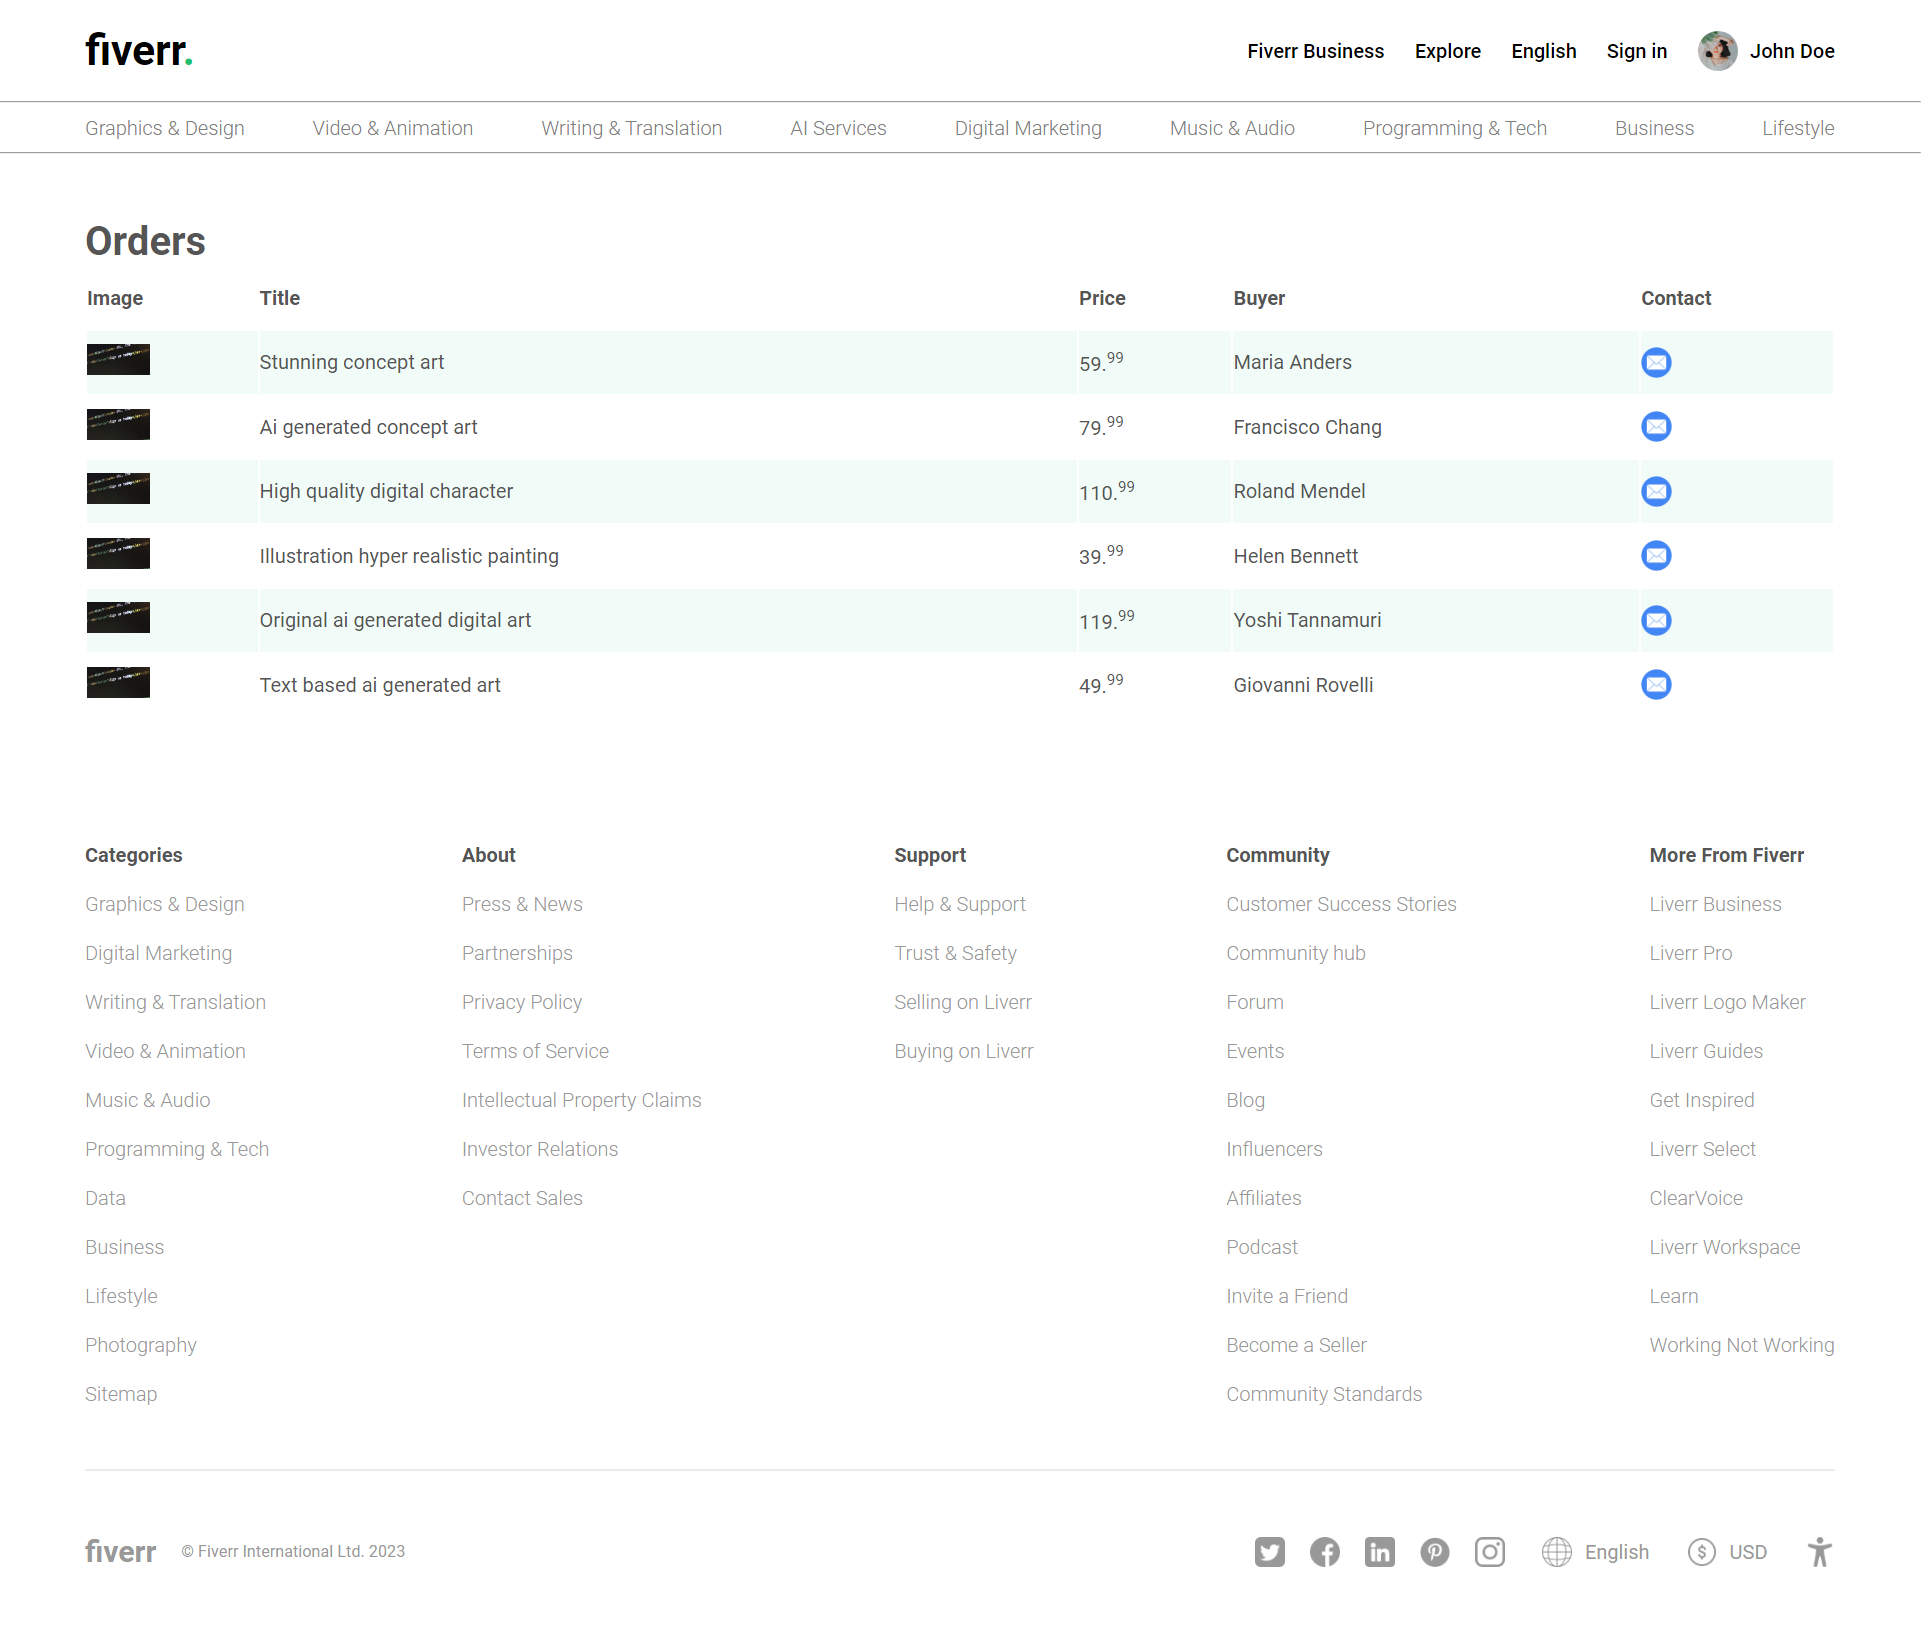 fiverr.
Fiverr Business Explore English Sign in John Doe
Graphics & Design Video & Animation Writing & Translation AI Services Digital Marketing Music & Audio Programming & Tech Business Lifestyle
Orders
Image Title Price Buyer Contact
Stunning concept art 59.99 Maria Anders
Ai generated concept art 79.99 Francisco Chang
High quality digital character 110.99 Roland Mendel
Illustration hyper realistic painting 39.99 Helen Bennett
Original ai generated digital art 119.99 Yoshi Tannamuri
Text based ai generated art 49.99 Giovanni Rovelli
Categories
Graphics & Design
Digital Marketing
Writing & Translation
Video & Animation
Music & Audio
Programming & Tech
Data
Business
Lifestyle
Photography
Sitemap
About
Press & News
Partnerships
Privacy Policy
Terms of Service
Intellectual Property Claims
Investor Relations
Contact Sales
Support
Help & Support
Trust & Safety
Selling on Liverr
Buying on Liverr
Community
Customer Success Stories
Community hub
Forum
Events
Blog
Influencers
Affiliates
Podcast
Invite a Friend
Become a Seller
Community Standards
More From Fiverr
Liverr Business
Liverr Pro
Liverr Logo Maker
Liverr Guides
Get Inspired
Liverr Select
ClearVoice
Liverr Workspace
Learn
Working Not Working
fiverr © Fiverr International Ltd. 2023 English USD